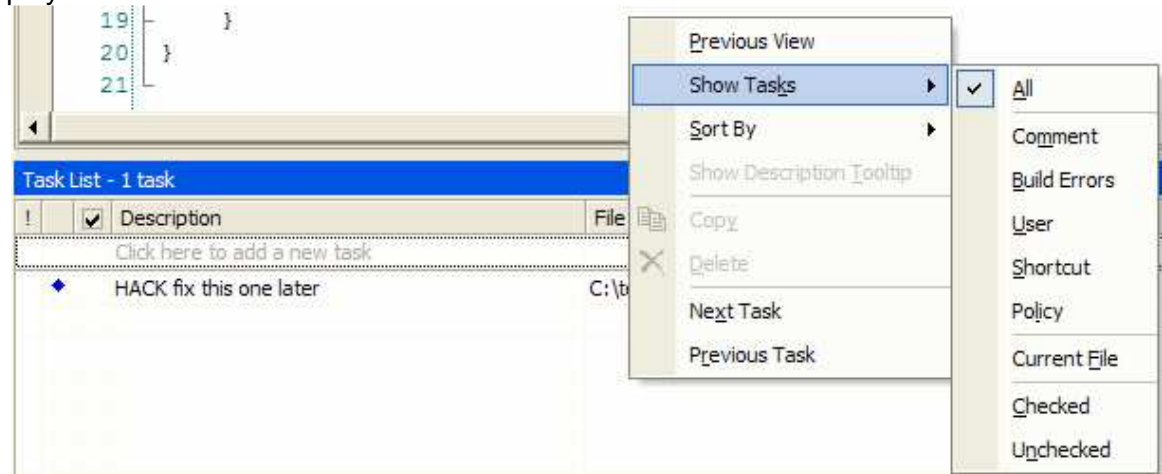 19 }
20 }
21
Task List - 1 task
! Description File
Click here to add a new task
HACK fix this one later C:\t
Previous View
Show Tasks
Sort By
Show Description Tooltip
Copy
Delete
Next Task
Previous Task
All
Comment
Build Errors
User
Shortcut
Policy
Current File
Checked
Unchecked